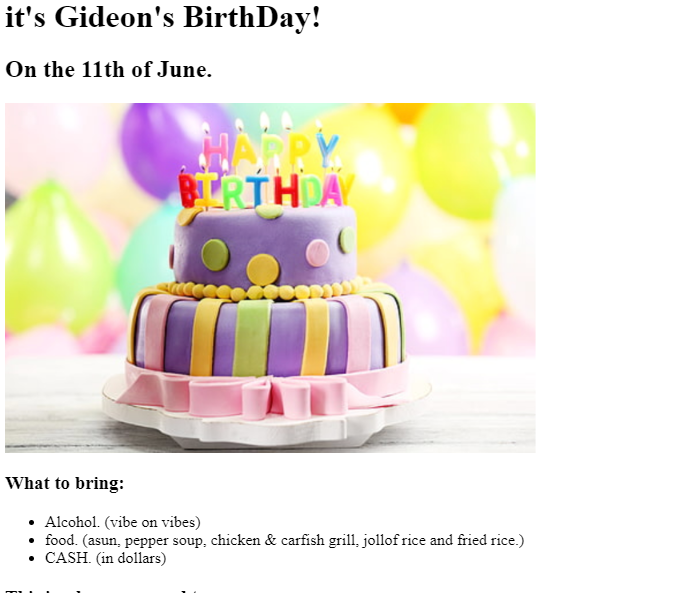 it's Gideon's BirthDay!
On the 11th of June.
HAPPY
BIRTHDAY
What to bring:
Alcohol. (vibe on vibes)
food. (asun, pepper soup, chicken & carfish grill, jollof rice and fried rice.)
CASH. (in dollars)